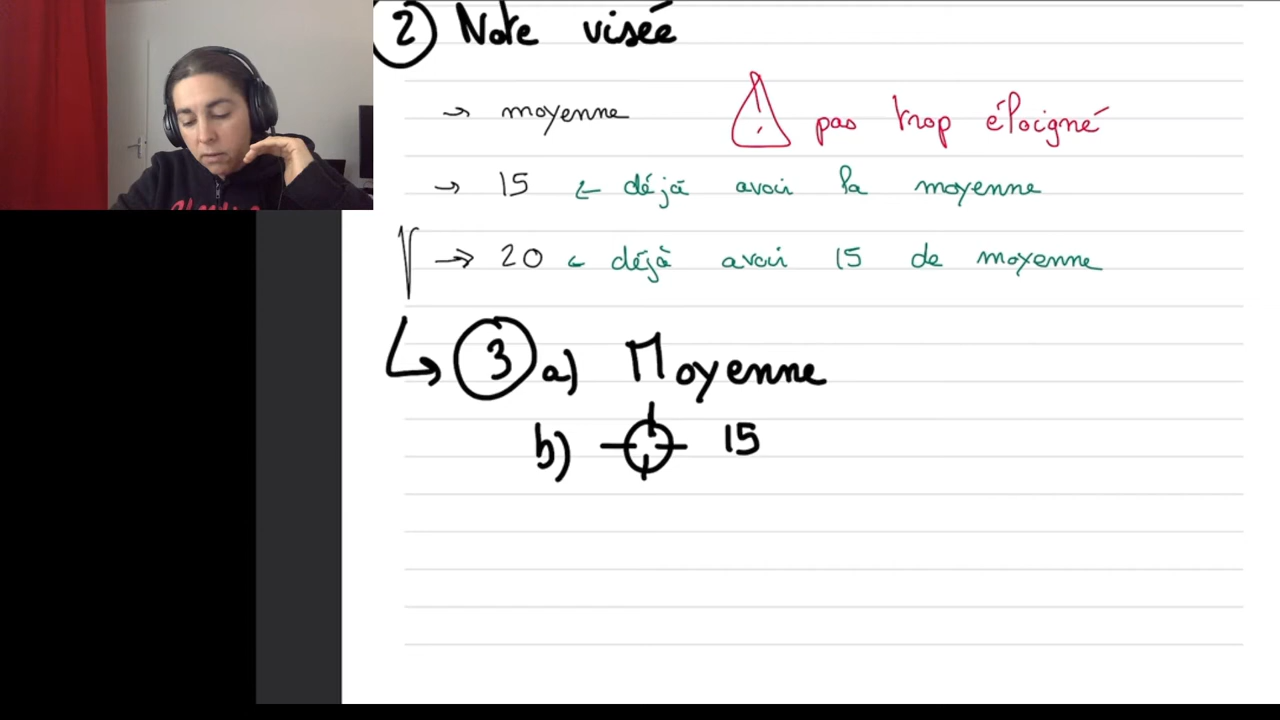 2 Note visée
→ moyenne ! pas trop éloigné
→ 15 ← déjà avoir la moyenne
→ 20 ← déjà avoir 15 de moyenne
↳ 3 a) Moyenne
b) 15